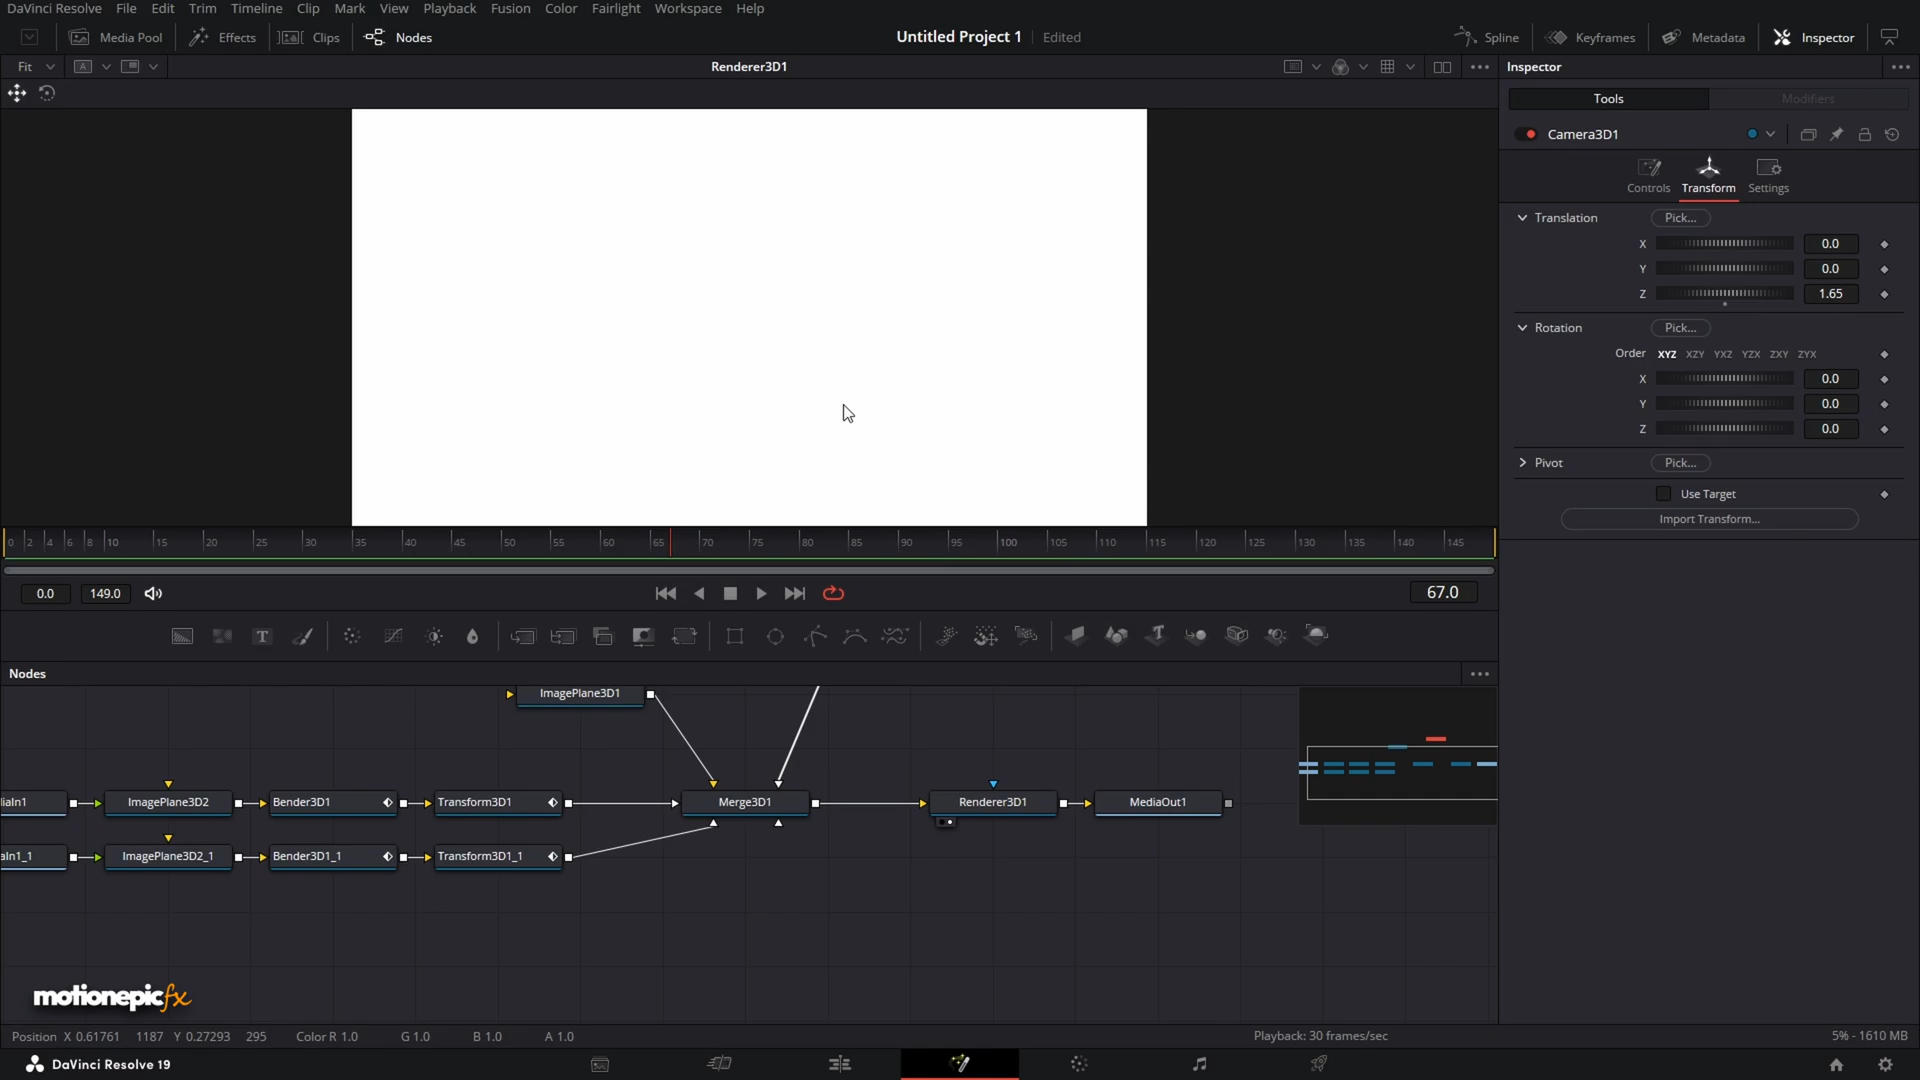 DaVinci Resolve File Edit Trim Timeline Clip Mark View Playback Fusion Color Fairlight Workspace Help
Media Pool Effects Clips Nodes Untitled Project 1 Edited Spline Keyframes Metadata Inspector
Fit A Renderer3D1 Inspector
Tools Modifiers
Camera3D1
Controls Transform Settings
Translation Pick...
X 0.0
Y 0.0
Z 1.65
Rotation Pick...
Order XYZ XZY YXZ YZX ZXY ZYX
X 0.0
Y 0.0
Z 0.0
Pivot Pick...
Use Target
Import Transform...
0 2 4 6 8 10 15 20 25 30 35 40 45 50 55 60 65 70 75 80 85 90 95 100 105 110 115 120 125 130 135 140 145
0.0 149.0 67.0
T T
Nodes
ImagePlane3D1
iaIn1 ImagePlane3D2 Bender3D1 Transform3D1 Merge3D1 Renderer3D1 MediaOut1
aIn1_1 ImagePlane3D2_1 Bender3D1_1 Transform3D1_1
motionepicfx
Position X 0.61761 1187 Y 0.27293 295 Color R 1.0 G 1.0 B 1.0 A 1.0 Playback: 30 frames/sec 5% - 1610 MB
DaVinci Resolve 19